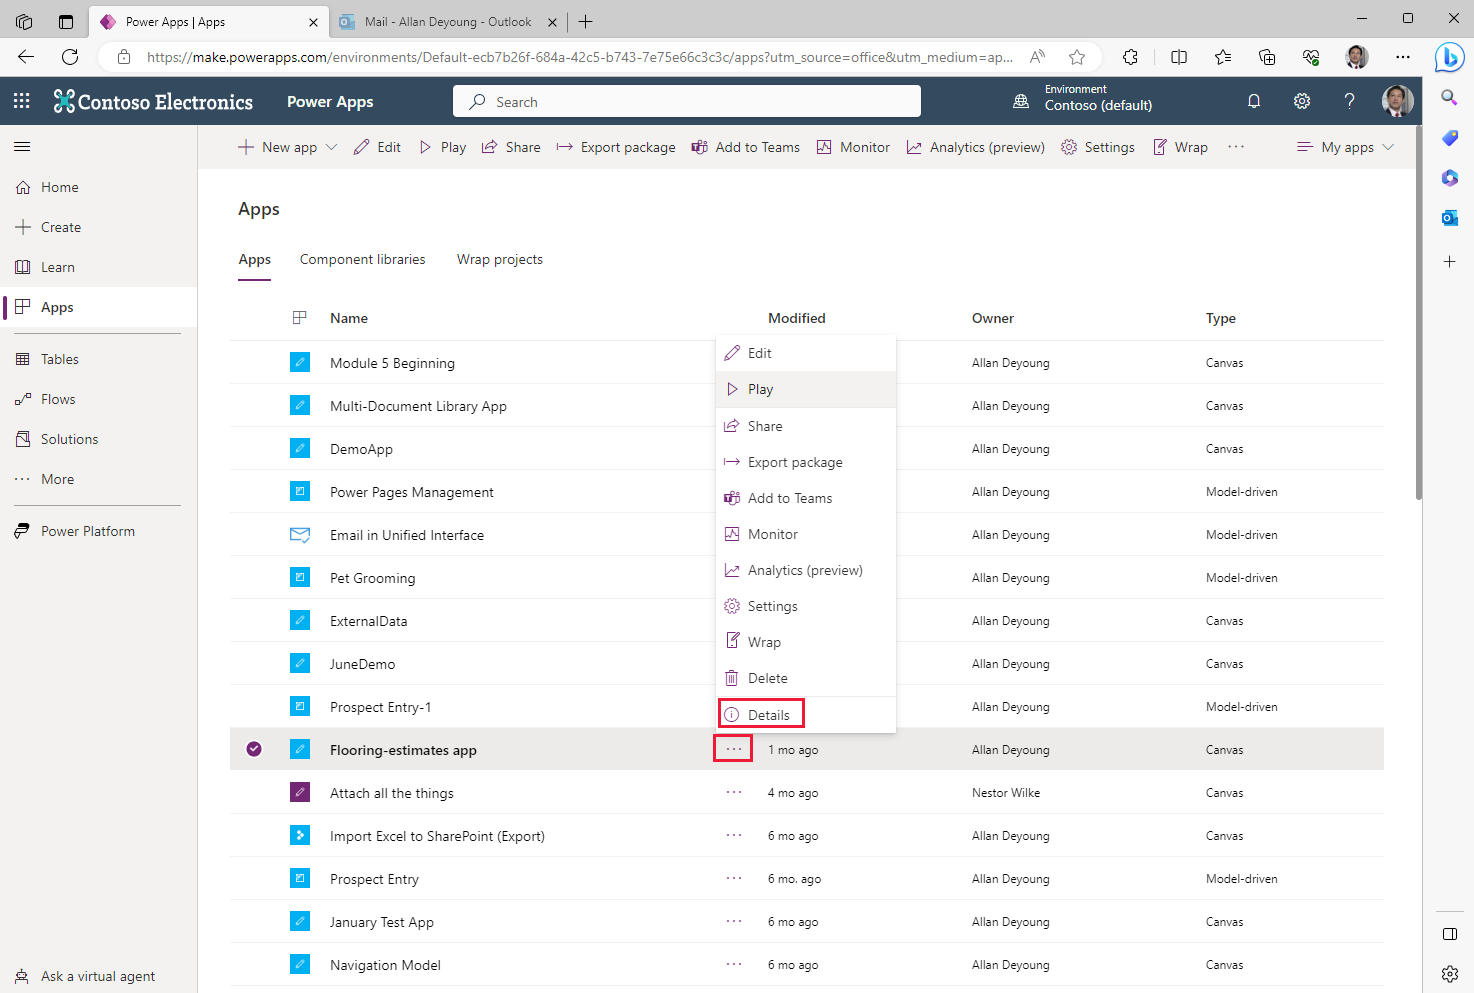 Power Apps | Apps
Mail - Allan Deyoung - Outlook
https://make.powerapps.com/environments/Default-ecb7b26f-684a-42c5-b743-7e75e66c3c3c/apps?utm_source=office&utm_medium=ap...
Contoso Electronics
Power Apps
Search
Environment
Contoso (default)
New app
Edit
Play
Share
Export package
Add to Teams
Monitor
Analytics (preview)
Settings
Wrap
My apps
Home
Create
Learn
Apps
Tables
Flows
Solutions
More
Power Platform
Ask a virtual agent
Apps
Apps Component libraries Wrap projects
Name Modified Owner Type
Module 5 Beginning Allan Deyoung Canvas
Multi-Document Library App Allan Deyoung Canvas
DemoApp Allan Deyoung Canvas
Power Pages Management Allan Deyoung Model-driven
Email in Unified Interface Allan Deyoung Model-driven
Pet Grooming Allan Deyoung Model-driven
ExternalData Allan Deyoung Canvas
JuneDemo Allan Deyoung Canvas
Prospect Entry-1 Allan Deyoung Model-driven
Flooring-estimates app ... 1 mo ago Allan Deyoung Canvas
Attach all the things ... 4 mo ago Nestor Wilke Canvas
Import Excel to SharePoint (Export) ... 6 mo ago Allan Deyoung Canvas
Prospect Entry ... 6 mo. ago Allan Deyoung Model-driven
January Test App ... 6 mo ago Allan Deyoung Canvas
Navigation Model ... 6 mo ago Allan Deyoung Canvas
Edit
Play
Share
Export package
Add to Teams
Monitor
Analytics (preview)
Settings
Wrap
Delete
Details